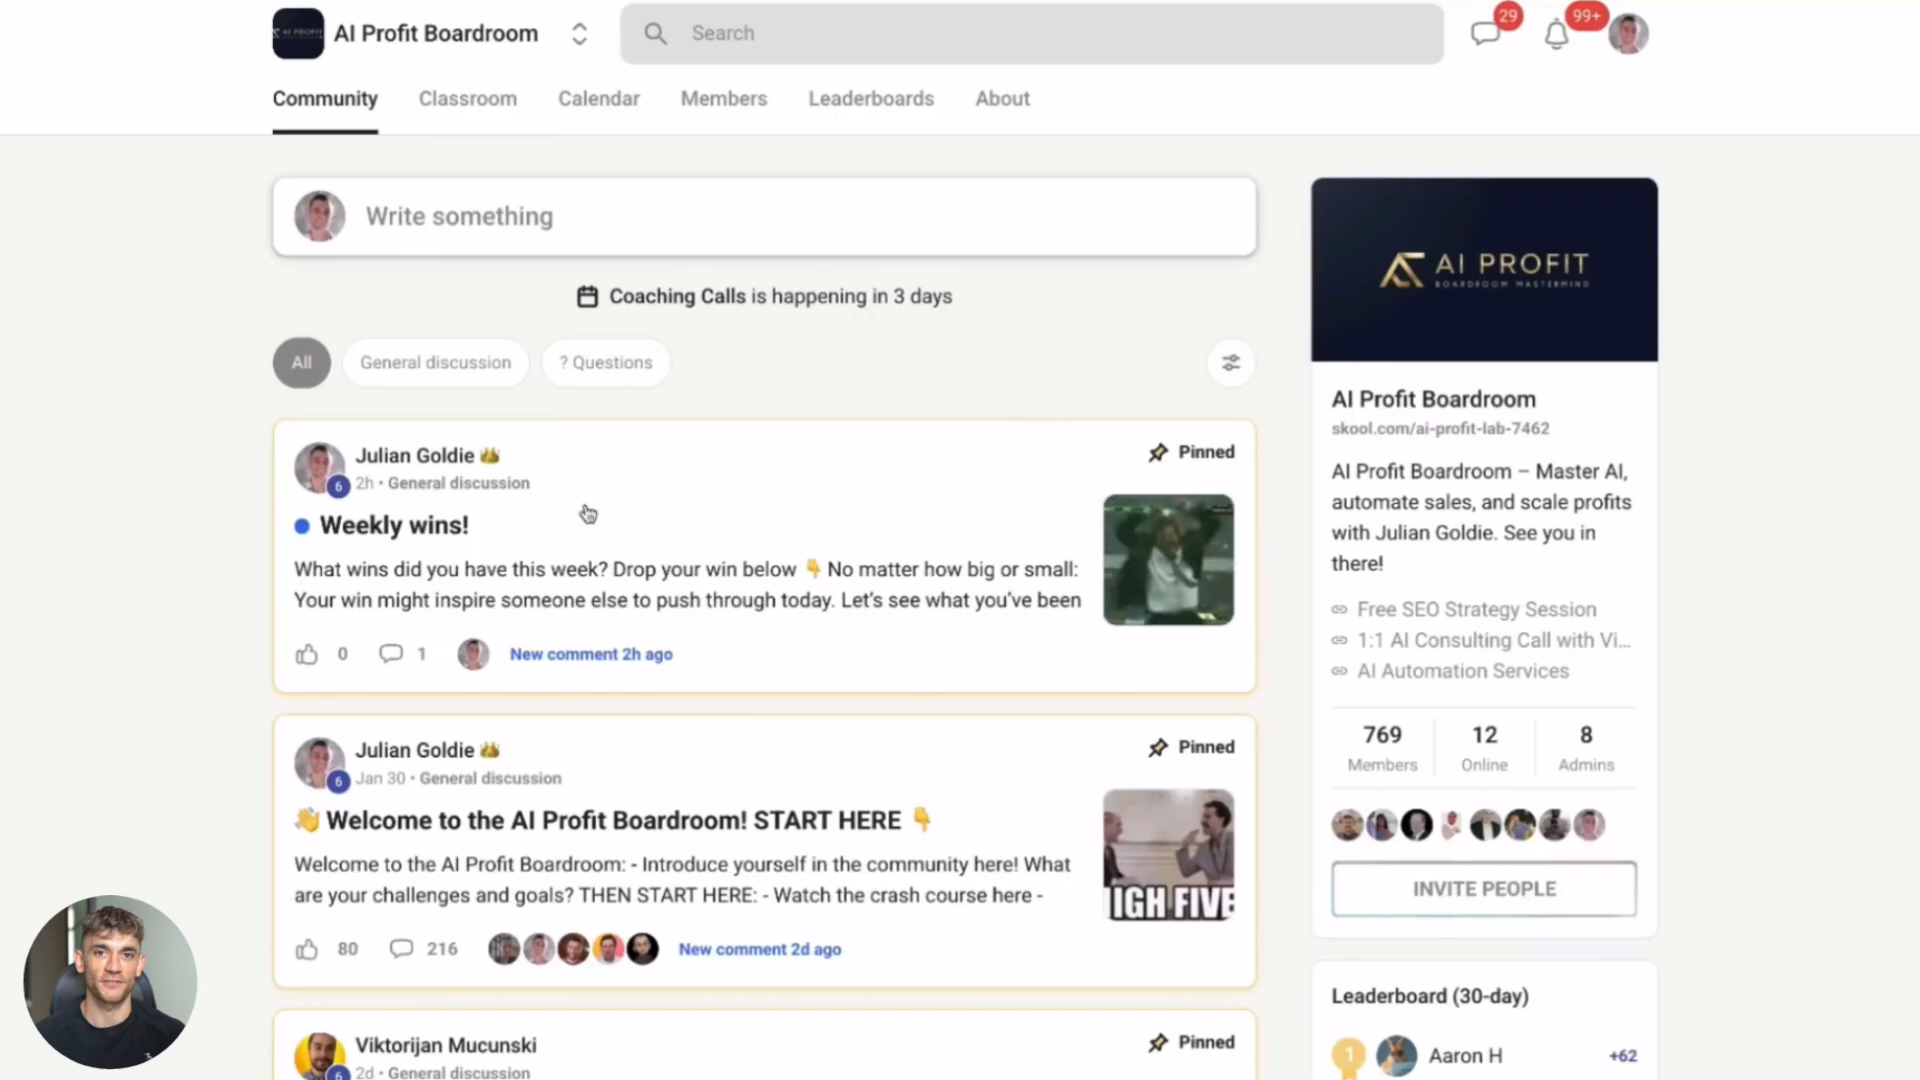 AI PROFIT
AI Profit Boardroom
Search
29
99+
Community
Classroom
Calendar
Members
Leaderboards
About
Write something
Coaching Calls is happening in 3 days
All
General discussion
? Questions
Julian Goldie
Pinned
6
2h • General discussion
Weekly wins!
What wins did you have this week? Drop your win below 👇 No matter how big or small:
Your win might inspire someone else to push through today. Let's see what you've been
0
1
New comment 2h ago
Julian Goldie
Pinned
6
Jan 30 • General discussion
👋 Welcome to the AI Profit Boardroom! START HERE 👇
Welcome to the AI Profit Boardroom: - Introduce yourself in the community here! What
are your challenges and goals? THEN START HERE: - Watch the crash course here -
HIGH FIVE
80
216
New comment 2d ago
Viktorijan Mucunski
Pinned
6
2d • General discussion
AI PROFIT
BOARDROOM MASTERMIND
AI Profit Boardroom
skool.com/ai-profit-lab-7462
AI Profit Boardroom – Master AI,
automate sales, and scale profits
with Julian Goldie. See you in
there!
Free SEO Strategy Session
1:1 AI Consulting Call with Vi...
AI Automation Services
769
12
8
Members
Online
Admins
INVITE PEOPLE
Leaderboard (30-day)
1
Aaron H
+62